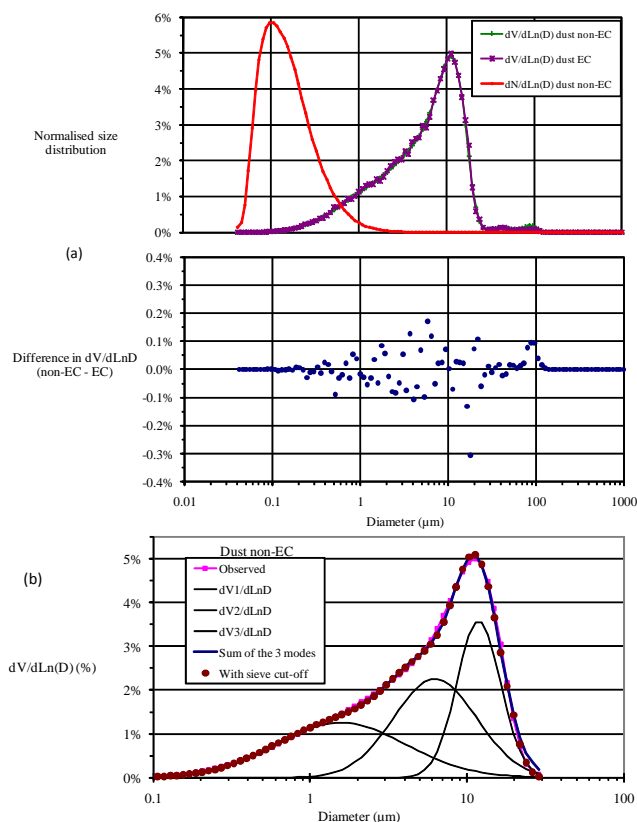 6%
5%
4%
3%
2%
1%
0%
Normalised size
distribution
dV/dLn(D) dust non-EC
dV/dLn(D) dust EC
dN/dLn(D) dust non-EC
(a)
0.4%
0.3%
0.2%
0.1%
0.0%
-0.1%
-0.2%
-0.3%
-0.4%
Difference in dV/dLnD
(non-EC - EC)
0.01 0.1 1 10 100 1000
Diameter (µm)
(b)
5%
4%
3%
2%
1%
0%
dV/dLn(D) (%)
Dust non-EC
Observed
dV1/dLnD
dV2/dLnD
dV3/dLnD
Sum of the 3 modes
With sieve cut-off
0.1 1 10 100
Diameter (µm)